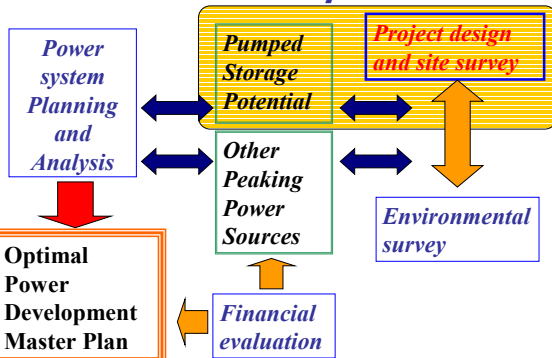 Power
system
Planning
and
Analysis
Pumped
Storage
Potential
Project design
and site survey
Other
Peaking
Power
Sources
Environmental
survey
Optimal
Power
Development
Master Plan
Financial
evaluation